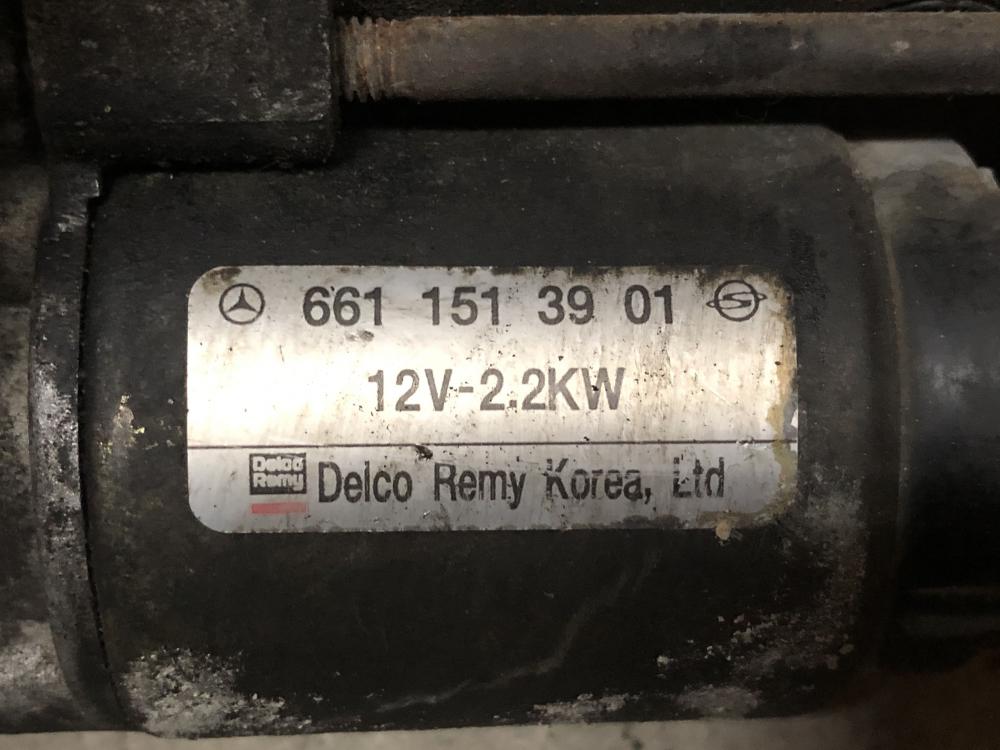 661 151 39 01
12V-2.2KW
Delco Remy Delco Remy Korea, Ltd